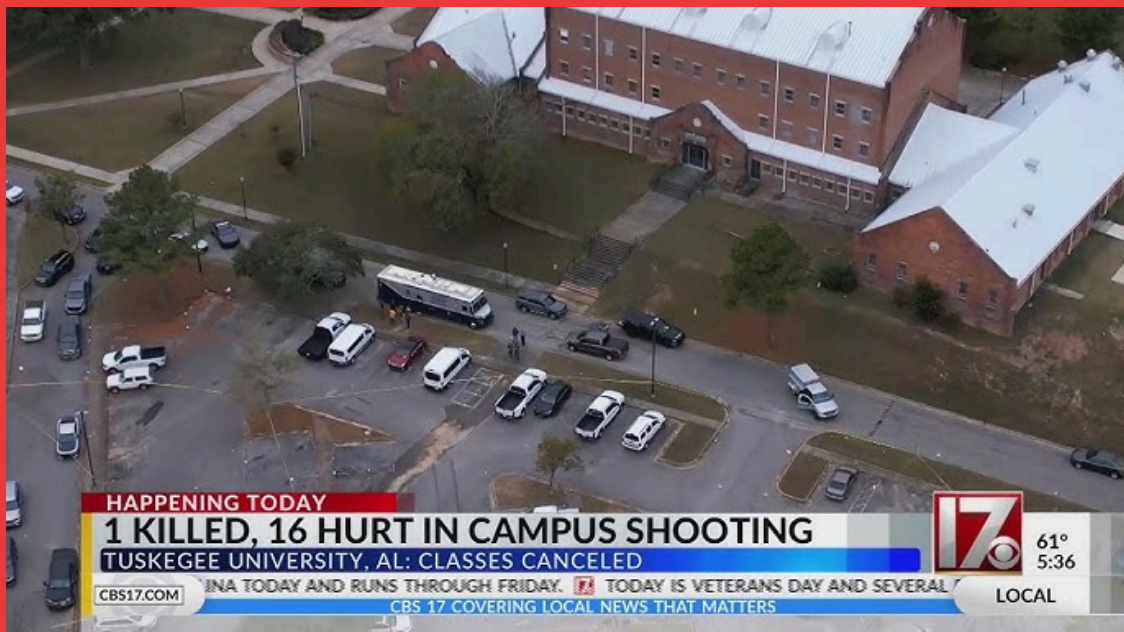 HAPPENING TODAY
1 KILLED, 16 HURT IN CAMPUS SHOOTING
TUSKEGEE UNIVERSITY, AL: CLASSES CANCELED
17
61°
5:36
CBS17.COM
INA TODAY AND RUNS THROUGH FRIDAY. 17 TODAY IS VETERANS DAY AND SEVERAL
LOCAL
CBS 17 COVERING LOCAL NEWS THAT MATTERS